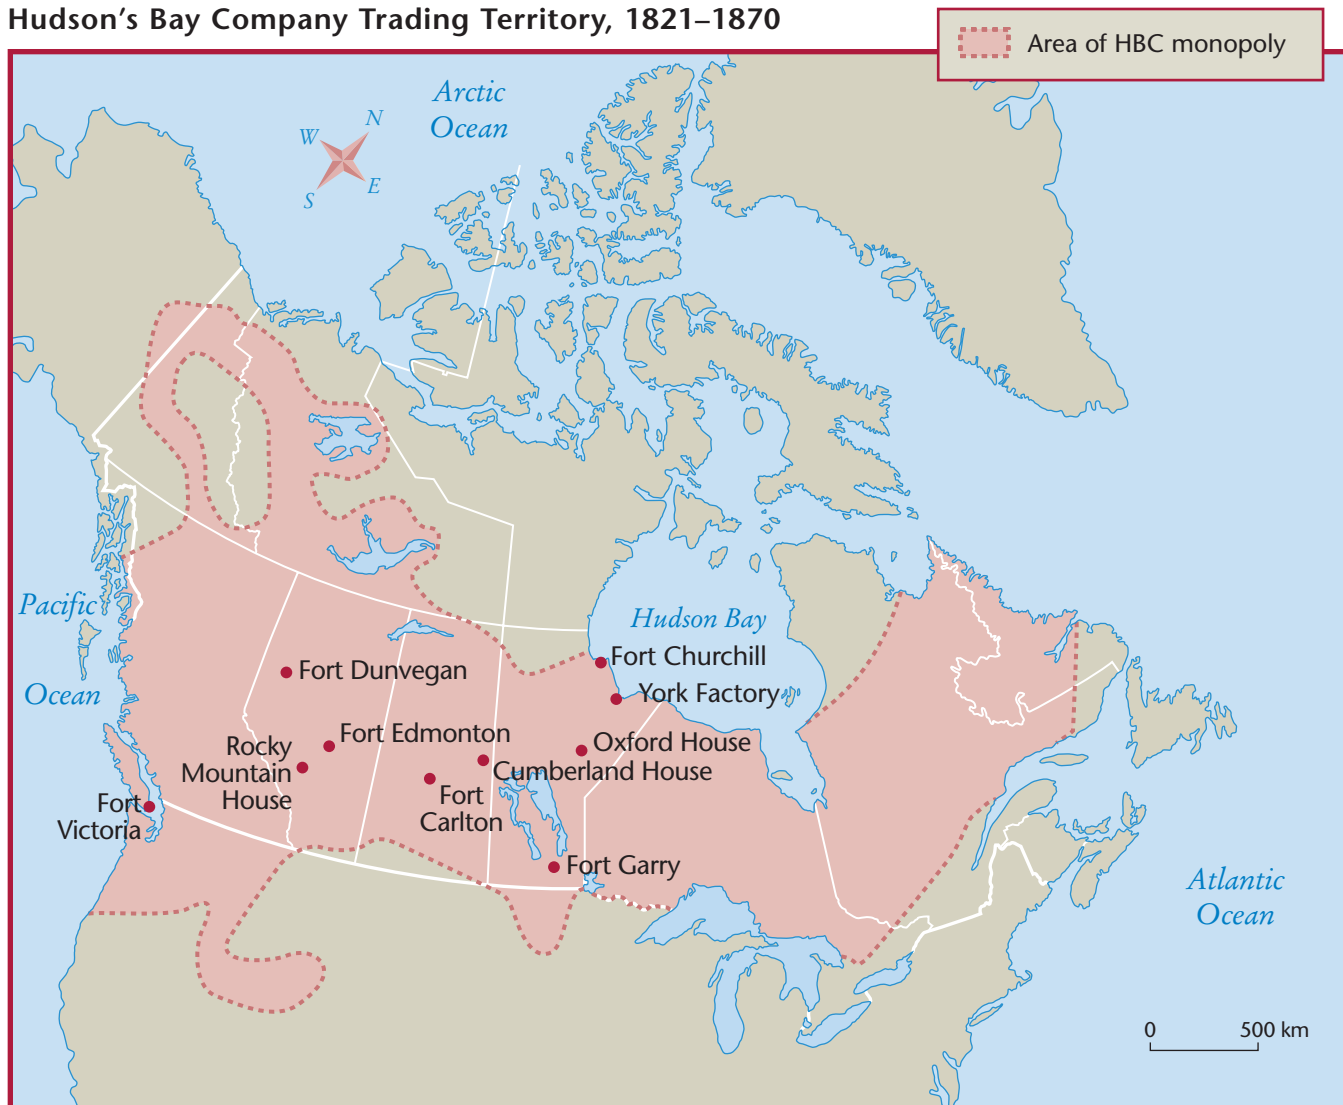 Hudson’s Bay Company Trading Territory, 1821–1870
Area of HBC monopoly
Arctic
Ocean
N
W
E
S
Pacific
Ocean
Hudson Bay
Fort Churchill
York Factory
Fort Dunvegan
Fort Edmonton
Rocky
Mountain
House
Oxford House
Cumberland House
Fort
Carlton
Fort
Victoria
Fort Garry
Atlantic
Ocean
0 500 km